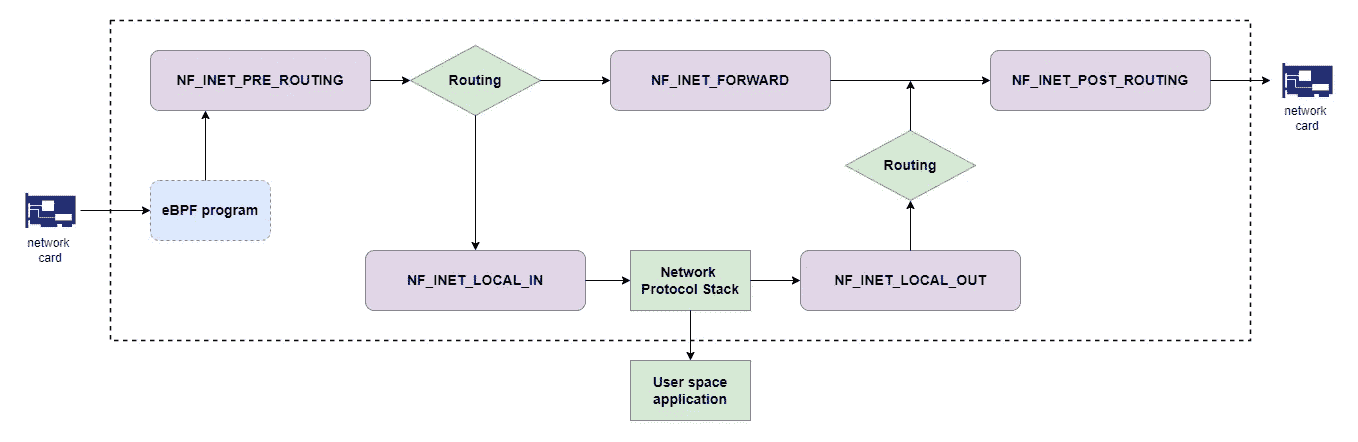 NF_INET_PRE_ROUTING
Routing
NF_INET_FORWARD
NF_INET_POST_ROUTING
network
card
Routing
eBPF program
network
card
NF_INET_LOCAL_IN
Network
Protocol Stack
NF_INET_LOCAL_OUT
User space
application